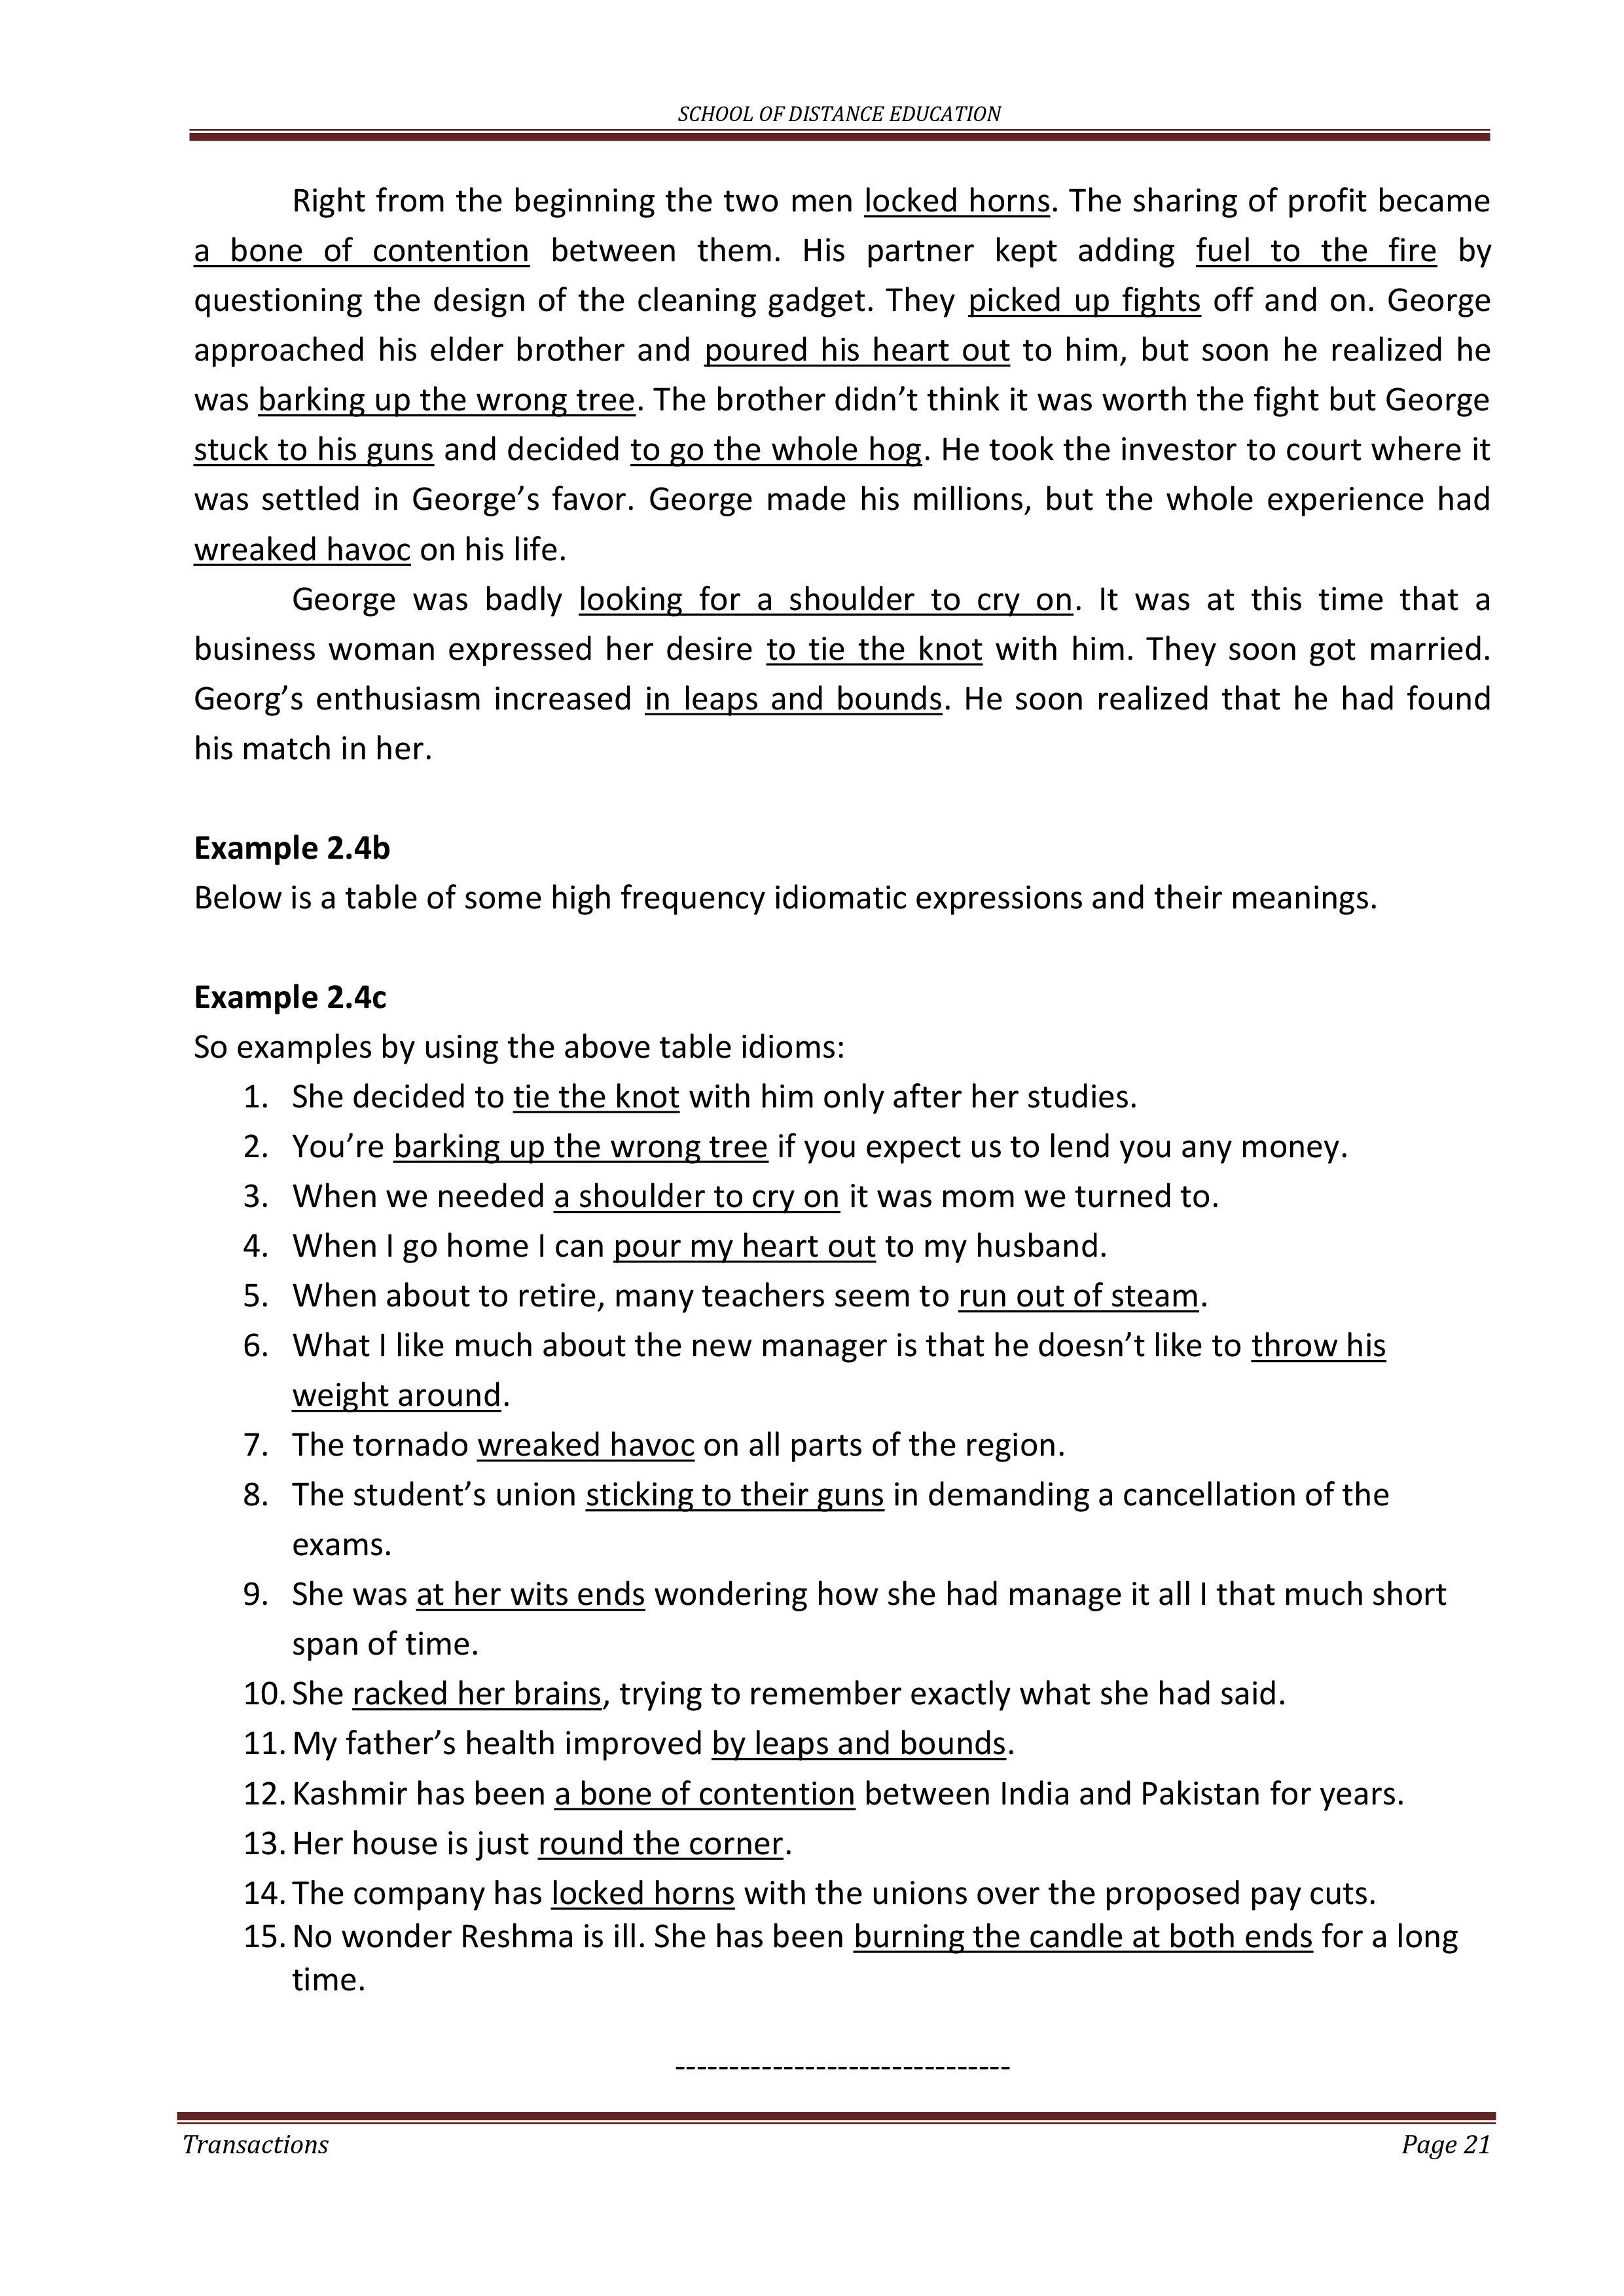 SCHOOL OF DISTANCE EDUCATION
Right from the beginning the two men locked horns. The sharing of profit became
a bone of contention between them. His partner kept adding fuel to the fire by
questioning the design of the cleaning gadget. They picked up fights off and on. George
approached his elder brother and poured his heart out to him, but soon he realized he
was barking up the wrong tree. The brother didn’t think it was worth the fight but George
stuck to his guns and decided to go the whole hog. He took the investor to court where it
was settled in George’s favor. George made his millions, but the whole experience had
wreaked havoc on his life.
George was badly looking for a shoulder to cry on. It was at this time that a
business woman expressed her desire to tie the knot with him. They soon got married.
Georg’s enthusiasm increased in leaps and bounds. He soon realized that he had found
his match in her.
Example 2.4b
Below is a table of some high frequency idiomatic expressions and their meanings.
Example 2.4c
So examples by using the above table idioms:
1. She decided to tie the knot with him only after her studies.
2. You’re barking up the wrong tree if you expect us to lend you any money.
3. When we needed a shoulder to cry on it was mom we turned to.
4. When I go home I can pour my heart out to my husband.
5. When about to retire, many teachers seem to run out of steam.
6. What I like much about the new manager is that he doesn’t like to throw his
weight around.
7. The tornado wreaked havoc on all parts of the region.
8. The student’s union sticking to their guns in demanding a cancellation of the
exams.
9. She was at her wits ends wondering how she had manage it all I that much short
span of time.
10. She racked her brains, trying to remember exactly what she had said.
11. My father’s health improved by leaps and bounds.
12. Kashmir has been a bone of contention between India and Pakistan for years.
13. Her house is just round the corner.
14. The company has locked horns with the unions over the proposed pay cuts.
15. No wonder Reshma is ill. She has been burning the candle at both ends for a long
time.
-------------------------------
Transactions Page 21